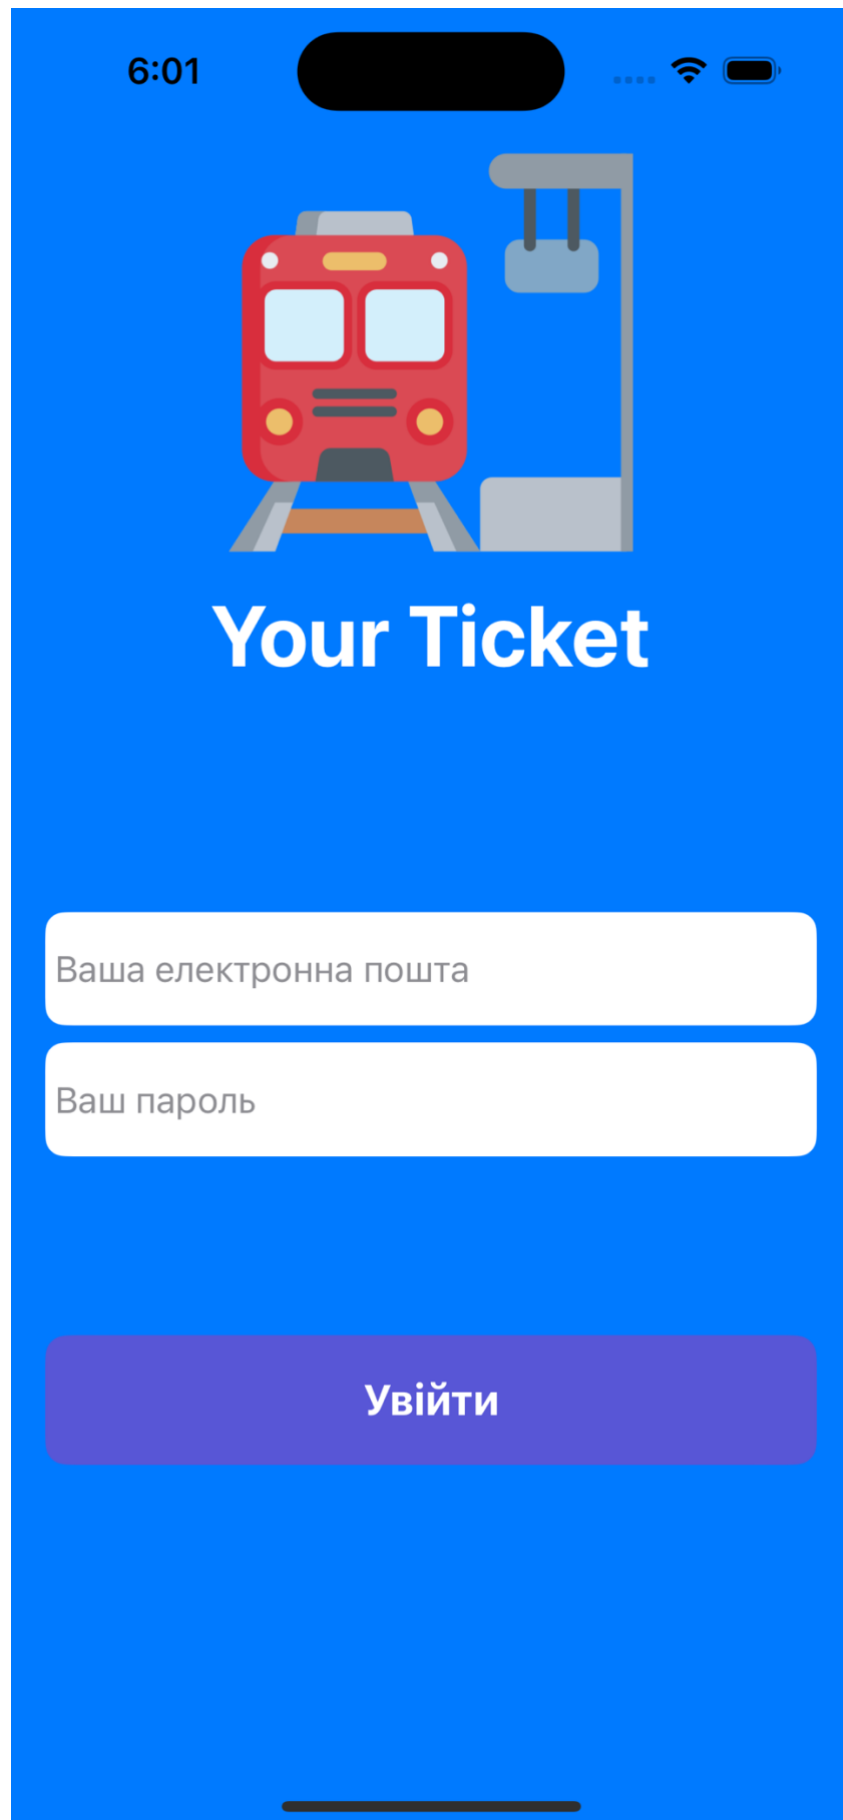 6:01
Your Ticket
Ваша електронна пошта
Ваш пароль
Увійти